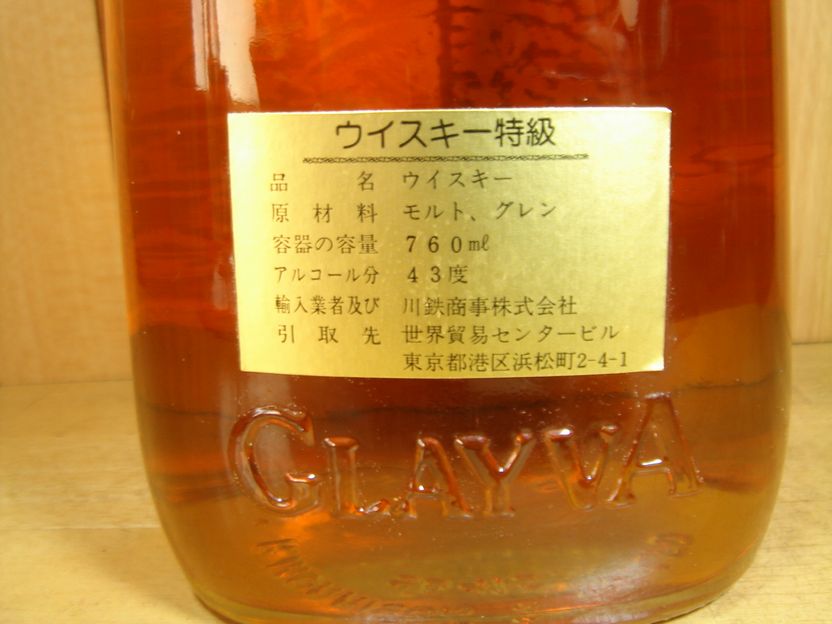 ウイスキー特級
品名 ウイスキー
原材料 モルト、グレン
容器の容量 760ml
アルコール分 43度
輸入業者及び 川鉄商事株式会社
引取先 世界貿易センタービル
東京都港区浜松町2-4-1
GLAYVA